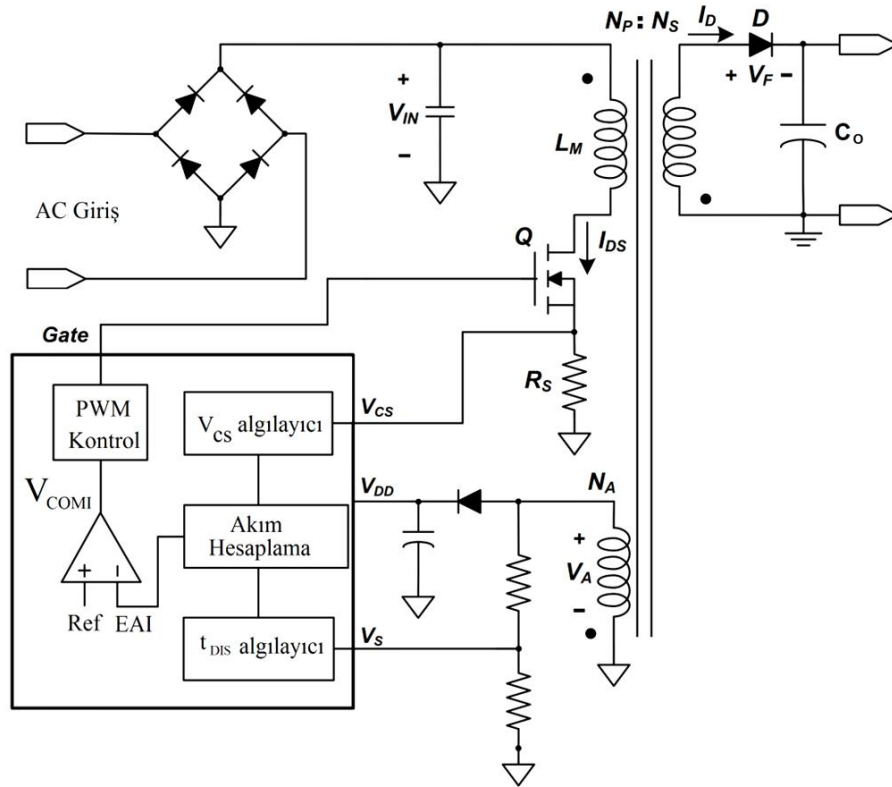 N_P : N_S
I_D
D
+ V_F -
+
V_IN
-
L_M
C_O
AC Giriş
Q
I_DS
Gate
R_S
PWM
Kontrol
V_CS algılayıcı
V_CS
V_COMI
V_DD
N_A
Akım
Hesaplama
+
V_A
-
+ -
Ref EAI
t_DIS algılayıcı
V_S